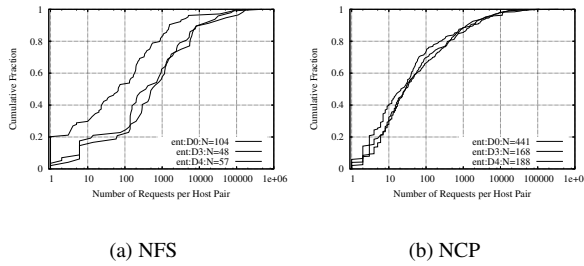 1
0.8
0.6
0.4
0.2
0
Cumulative Fraction
ent:D0:N=104
ent:D3:N=48
ent:D4:N=57
1 10 100 1000 10000 100000 1e+06
Number of Requests per Host Pair
(a) NFS
1
0.8
0.6
0.4
0.2
0
Cumulative Fraction
ent:D0:N=441
ent:D3:N=168
ent:D4:N=188
1 10 100 1000 10000 100000 1e+0
Number of Requests per Host Pair
(b) NCP